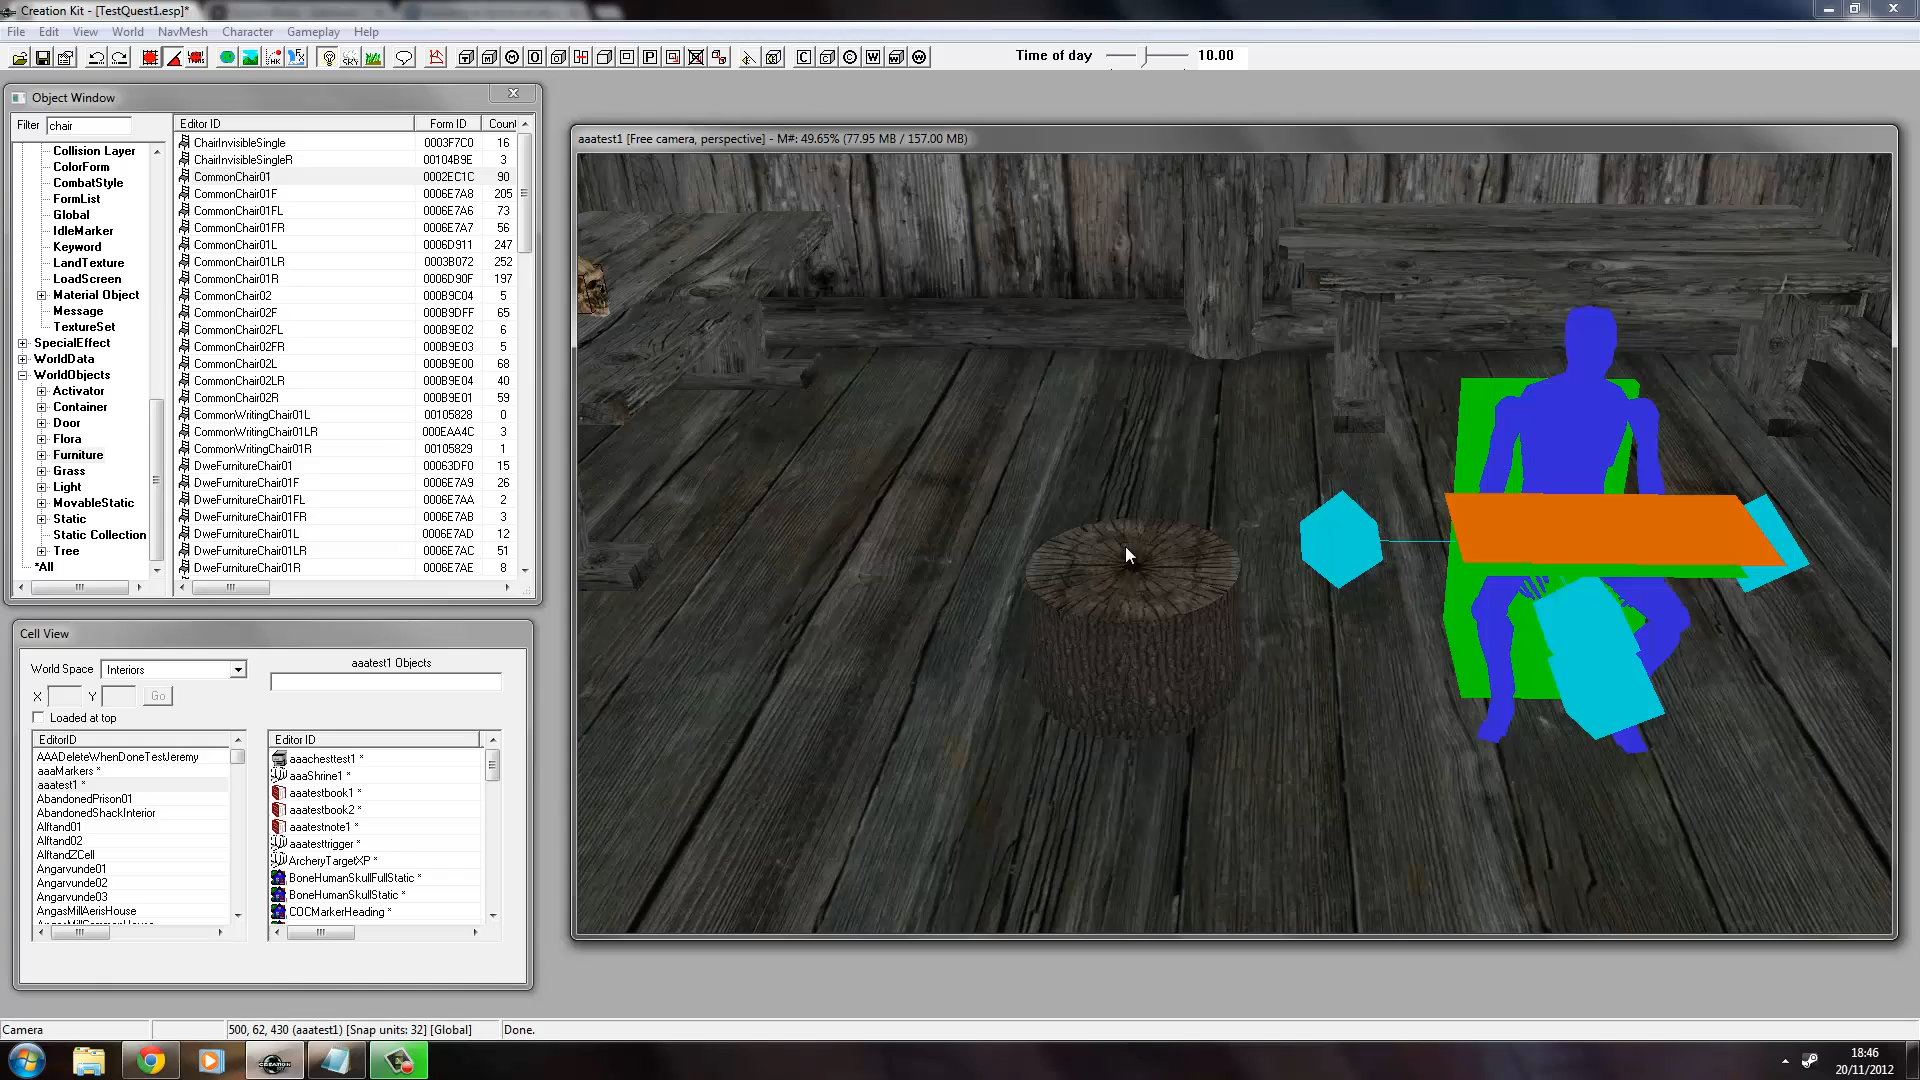 Creation Kit - [TestQuest1.esp]*
File Edit View World NavMesh Character Gameplay Help
Time of day 10.00
Object Window
Filter chair
Collision Layer
ColorForm
CombatStyle
FormList
Global
IdleMarker
Keyword
LandTexture
LoadScreen
Material Object
Message
TextureSet
SpecialEffect
WorldData
WorldObjects
Activator
Container
Door
Flora
Furniture
Grass
Light
MovableStatic
Static
Static Collection
Tree
*All
Editor ID Form ID Count
ChairInvisibleSingle 0003F7C0 16
ChairInvisibleSingleR 00104B9E 3
CommonChair01 0002EC1C 90
CommonChair01F 0006E7A8 205
CommonChair01FL 0006E7A6 73
CommonChair01FR 0006E7A7 56
CommonChair01L 0006D911 247
CommonChair01LR 0003B072 252
CommonChair01R 0006D90F 197
CommonChair02 000B9C04 5
CommonChair02F 000B9DFF 65
CommonChair02FL 000B9E02 6
CommonChair02FR 000B9E03 5
CommonChair02L 000B9E00 68
CommonChair02LR 000B9E04 40
CommonChair02R 000B9E01 59
CommonWritingChair01L 00105828 0
CommonWritingChair01LR 000EAA4C 3
CommonWritingChair01R 00105829 1
DweFurnitureChair01 00063DF0 15
DweFurnitureChair01F 0006E7A9 26
DweFurnitureChair01FL 0006E7AA 2
DweFurnitureChair01FR 0006E7AB 3
DweFurnitureChair01L 0006E7AD 12
DweFurnitureChair01LR 0006E7AC 51
DweFurnitureChair01R 0006E7AE 8
aaatest1 [Free camera, perspective] - M#: 49.65% (77.95 MB / 157.00 MB)
Cell View
World Space Interiors
X Y Go
Loaded at top
EditorID
AAADeleteWhenDoneTestJeremy
aaaMarkers *
aaatest1 *
AbandonedPrison01
AbandonedShackInterior
Alftand01
Alftand02
AlftandZCell
Angarvunde01
Angarvunde02
Angarvunde03
AngasMillAerisHouse
aaatest1 Objects
Editor ID
aaachesttest1 *
aaaShrine1 *
aaatestbook1 *
aaatestbook2 *
aaatestnote1 *
aaatesttrigger *
ArcheryTargetXP *
BoneHumanSkullFullStatic *
BoneHumanSkullStatic *
COCMarkerHeading *
Camera 500, 62, 430 (aaatest1) [Snap units: 32] [Global] Done.
CREATION
18:46
20/11/2012